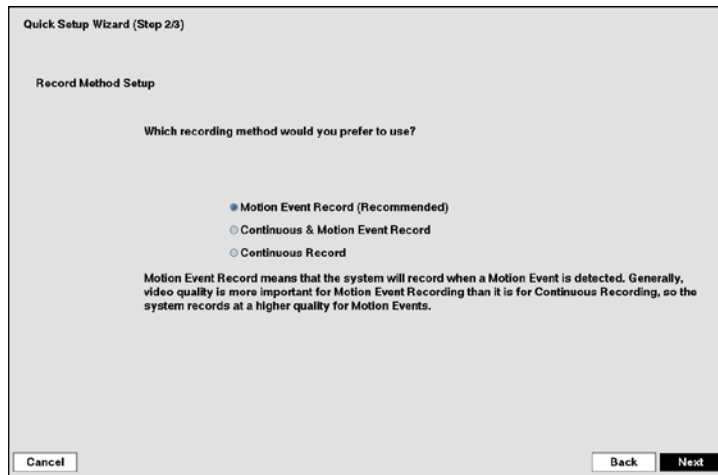 Quick Setup Wizard (Step 2/3)
Record Method Setup
Which recording method would you prefer to use?
Motion Event Record (Recommended)
Continuous & Motion Event Record
Continuous Record
Motion Event Record means that the system will record when a Motion Event is detected. Generally,
video quality is more important for Motion Event Recording than it is for Continuous Recording, so the
system records at a higher quality for Motion Events.
Cancel
Back
Next